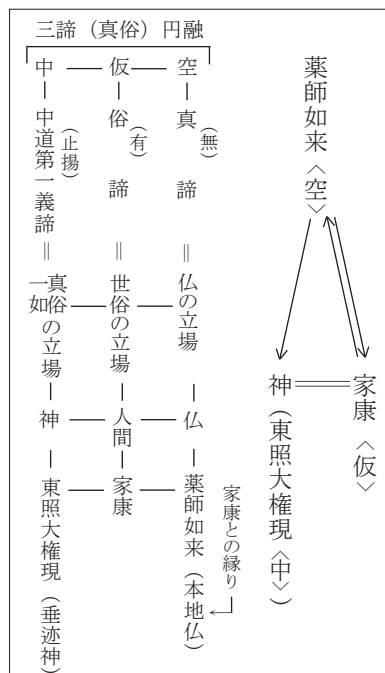 薬師如来〈空〉
家康〈仮〉
神（東照大権現〈中〉）
三諦（真俗）円融
空―真諦＝仏の立場―仏―薬師如来（本地仏）
（無）
家康との縁り
仮―俗諦＝世俗の立場―人間―家康
（有）
中―中道第一義諦＝真俗一如の立場―神―東照大権現（垂迹神）
（止揚）